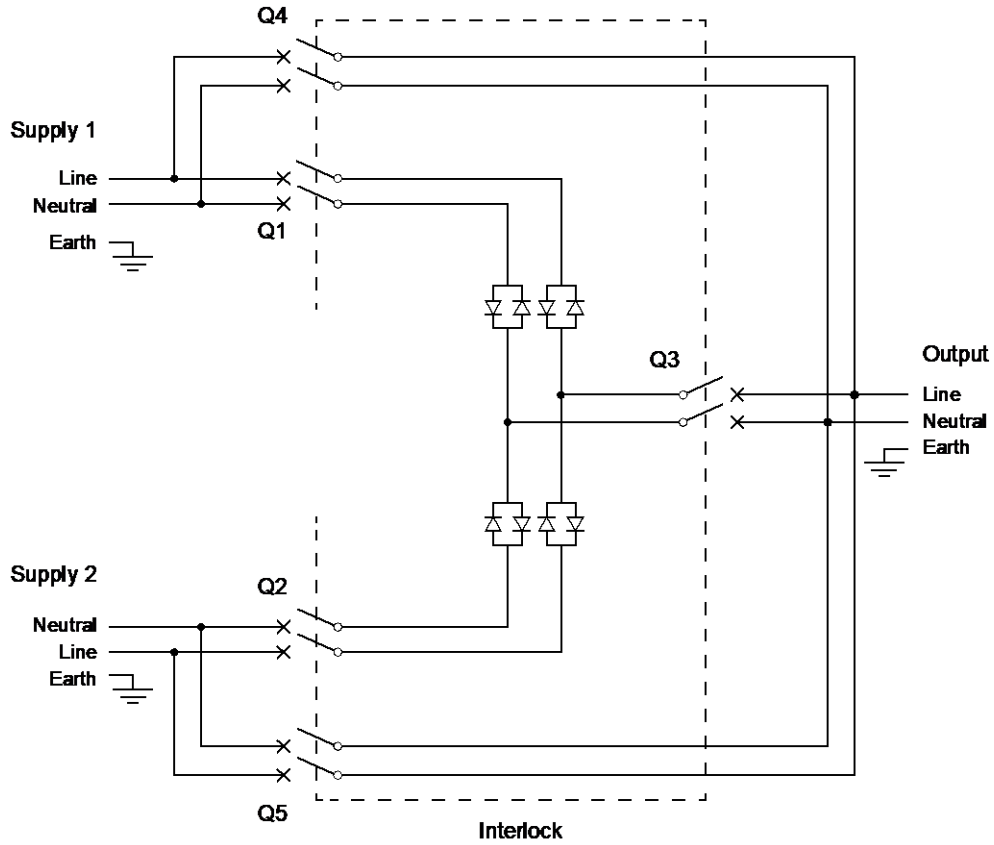 Q4
Supply 1
Line
Neutral
Earth
Q1
Q3
Output
Line
Neutral
Earth
Supply 2
Q2
Neutral
Line
Earth
Q5
Interlock